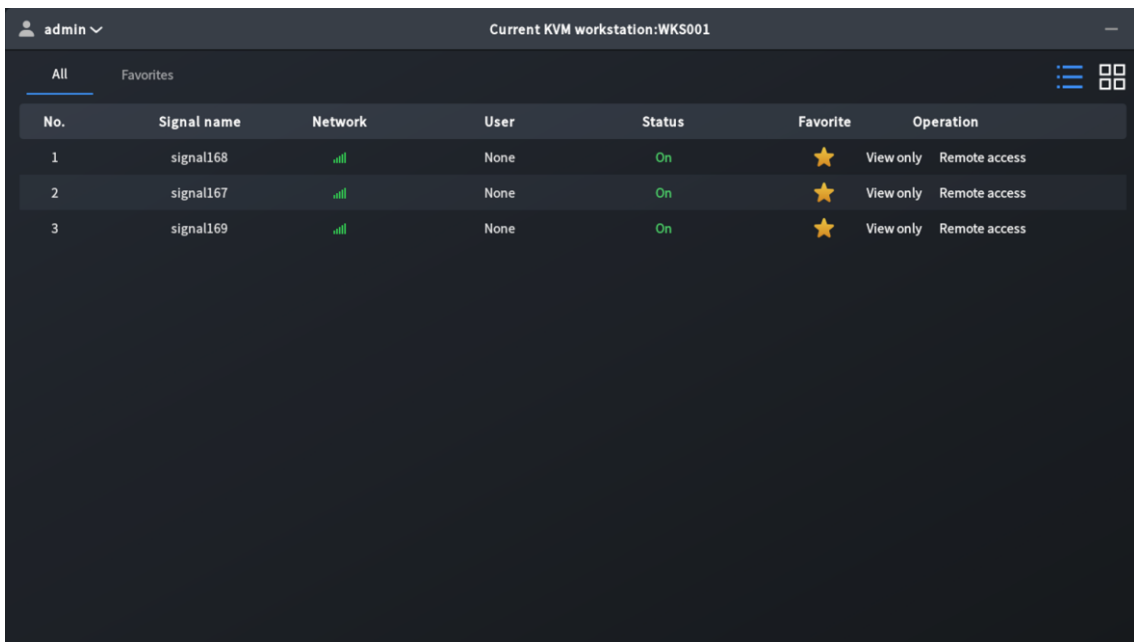 admin
Current KVM workstation:WKS001
All Favorites
No. Signal name Network User Status Favorite Operation
1 signal168 None On View only Remote access
2 signal167 None On View only Remote access
3 signal169 None On View only Remote access